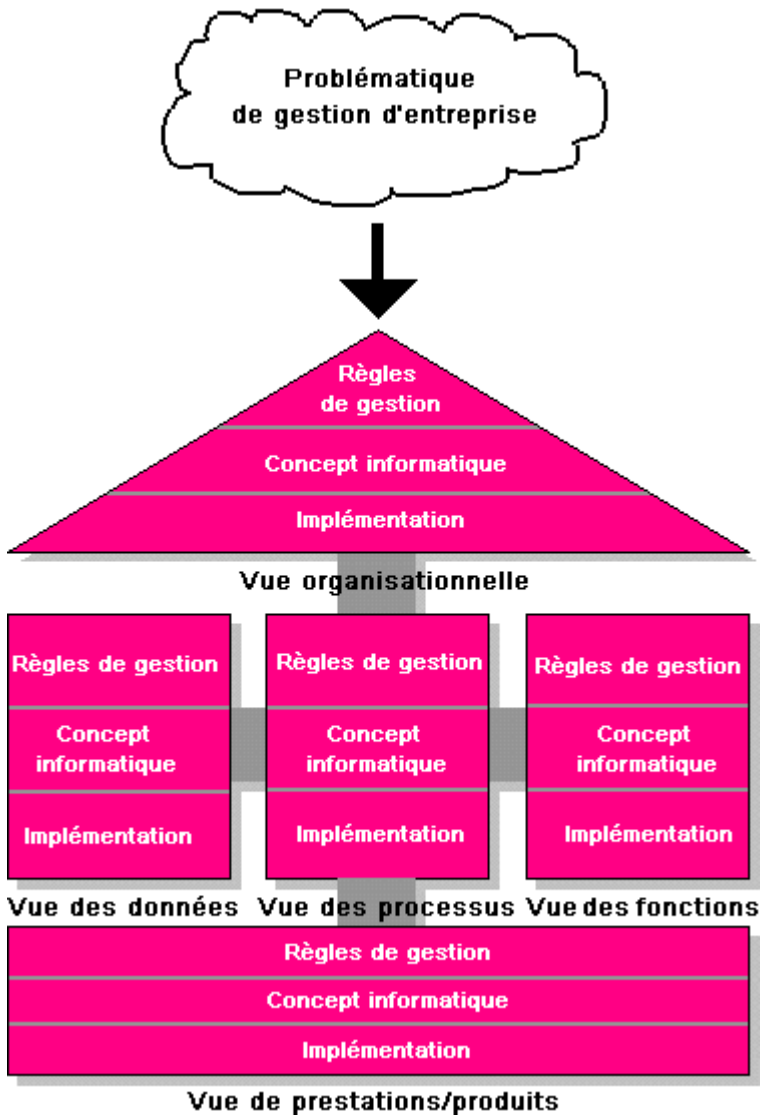 Problématique
de gestion d'entreprise
Règles
de gestion
Concept informatique
Implémentation
Vue organisationnelle
Règles de gestion
Concept
informatique
Implémentation
Vue des données
Règles de gestion
Concept
informatique
Implémentation
Vue des processus
Règles de gestion
Concept
informatique
Implémentation
Vue des fonctions
Règles de gestion
Concept informatique
Implémentation
Vue de prestations/produits